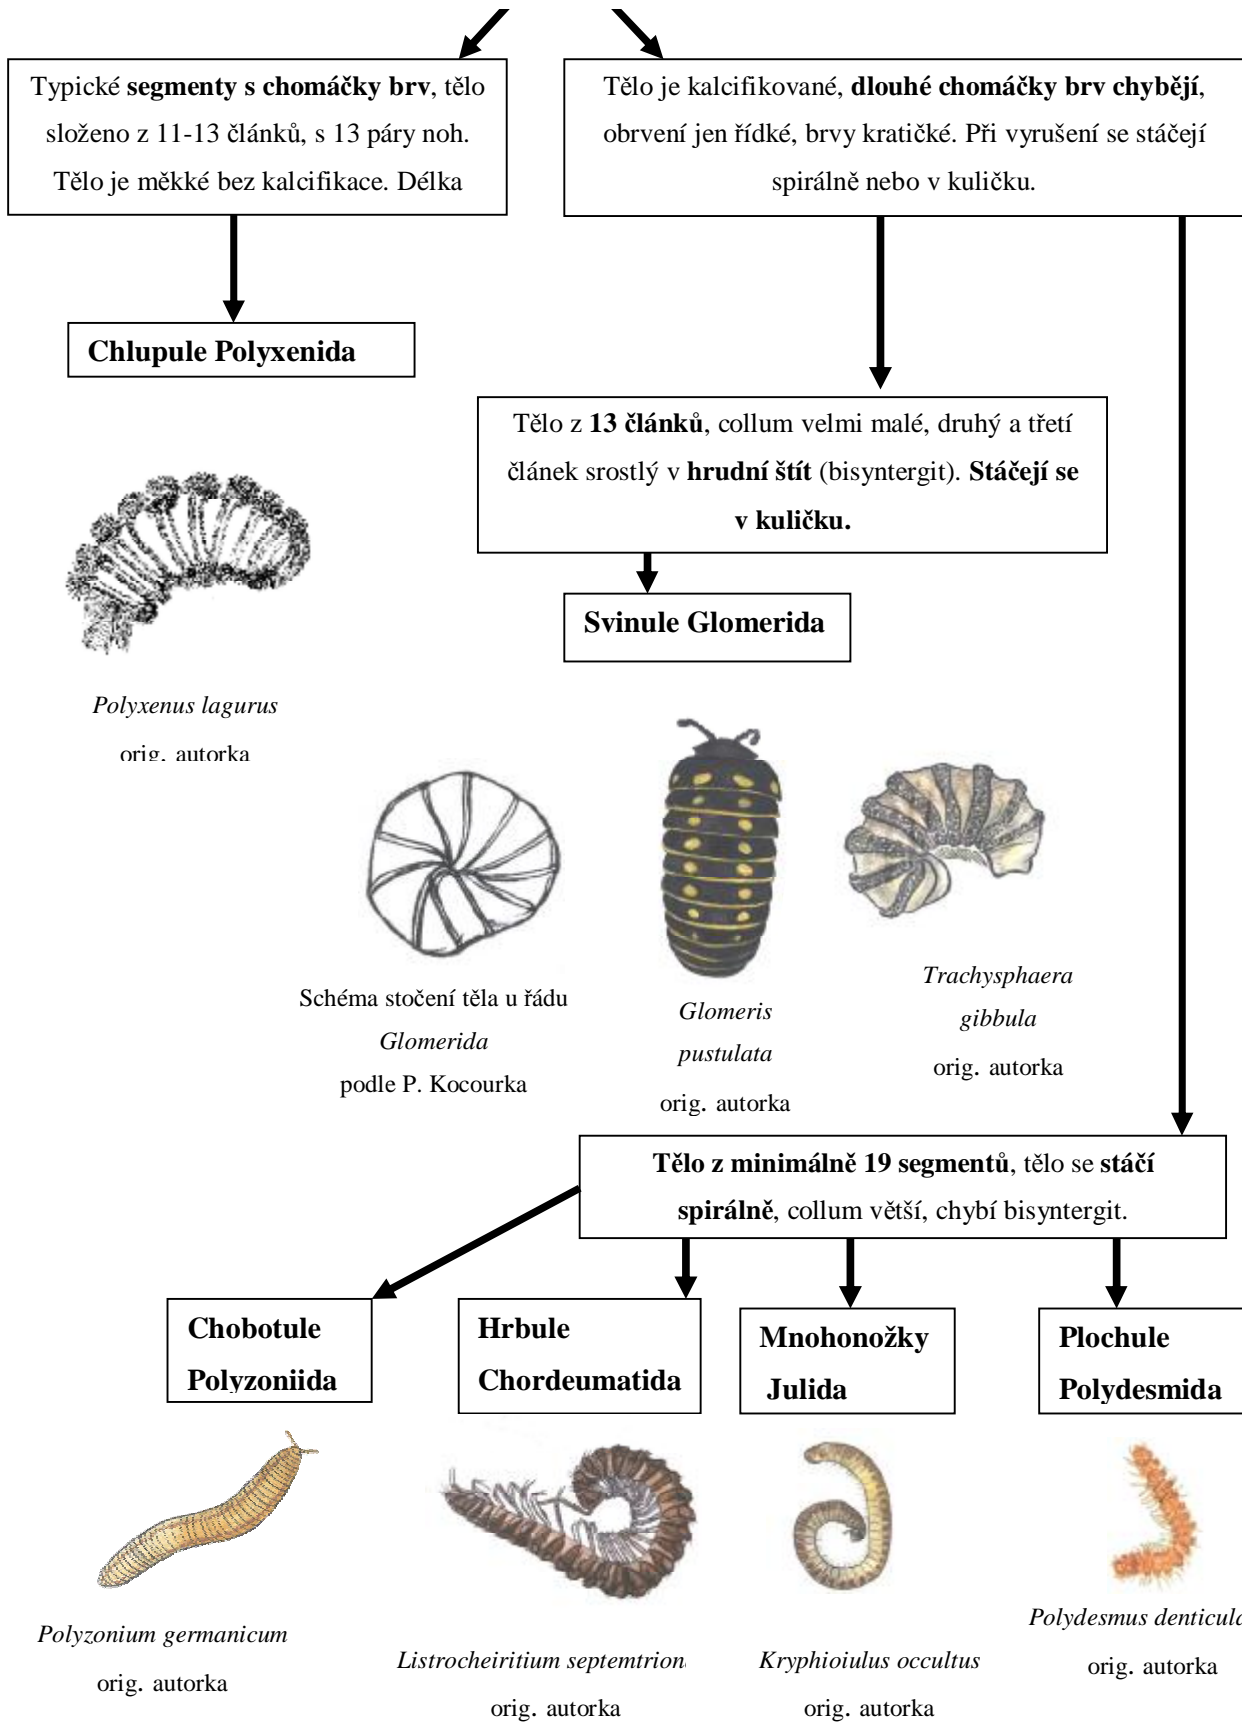 Typické segmenty s chomáčky brv, tělo
složeno z 11-13 článků, s 13 páry noh.
Tělo je měkké bez kalcifikace. Délka
Tělo je kalcifikované, dlouhé chomáčky brv chybějí,
obrvení jen řídké, brvy kratičké. Při vyrušení se stáčejí
spirálně nebo v kuličku.
Chlupule Polyxenida
Tělo z 13 článků, collum velmi malé, druhý a třetí
článek srostlý v hrudní štít (bisyntergit). Stáčejí se
v kuličku.
Svinule Glomerida
Polyxenus lagurus
orig. autorka
Schéma stočení těla u řádu
Glomerida
podle P. Kocourka
Glomeris
pustulata
orig. autorka
Trachysphaera
gibbula
orig. autorka
Tělo z minimálně 19 segmentů, tělo se stáčí
spirálně, collum větší, chybí bisyntergit.
Chobotule
Polyzoniida
Hrbule
Chordeumatida
Mnohonožky
Julida
Plochule
Polydesmida
Polyzonium germanicum
orig. autorka
Listrocheiritium septemtrion
orig. autorka
Kryphioiulus occultus
orig. autorka
Polydesmus denticula
orig. autorka